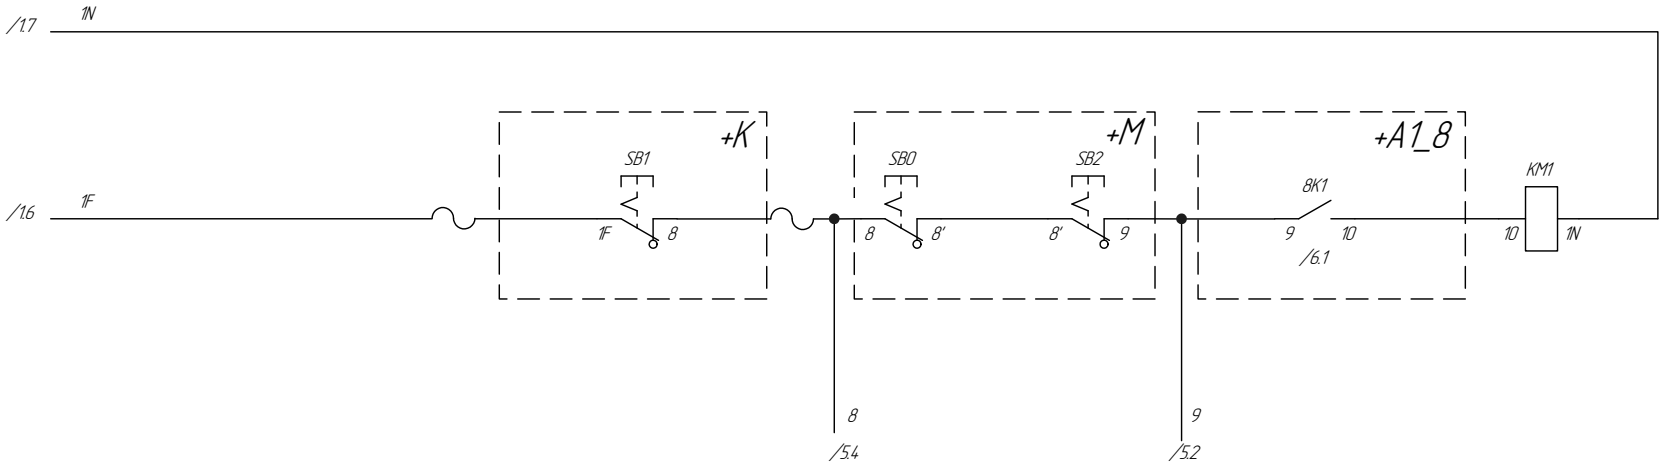 1N
/1.7
+K
+M
+A1_8
SB1
SB0
SB2
8K1
KM1
1F
/1.6
1F
8
8
8'
8'
9
9
10
10
1N
/6.1
8
9
/5.4
/5.2